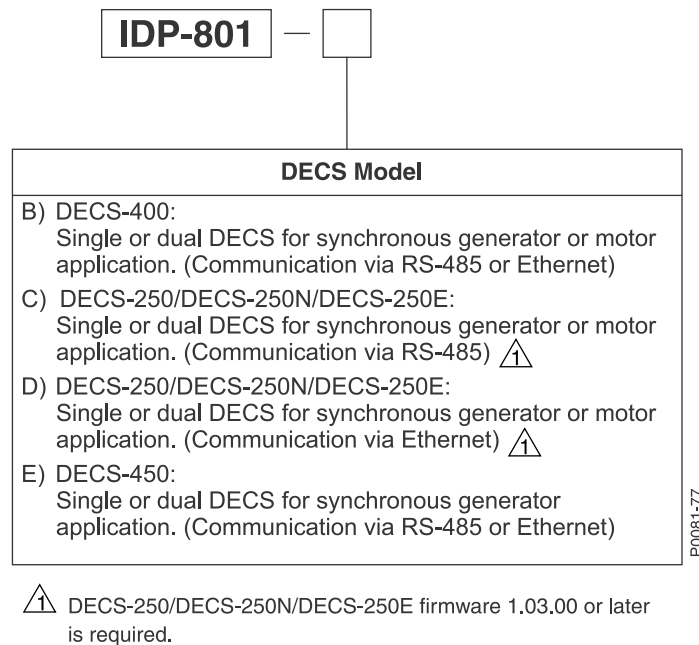 IDP-801 —
DECS Model
B) DECS-400:
Single or dual DECS for synchronous generator or motor
application. (Communication via RS-485 or Ethernet)
C) DECS-250/DECS-250N/DECS-250E:
Single or dual DECS for synchronous generator or motor
application. (Communication via RS-485) 1
D) DECS-250/DECS-250N/DECS-250E:
Single or dual DECS for synchronous generator or motor
application. (Communication via Ethernet) 1
E) DECS-450:
Single or dual DECS for synchronous generator
application. (Communication via RS-485 or Ethernet)
P0081-77
1 DECS-250/DECS-250N/DECS-250E firmware 1.03.00 or later
is required.